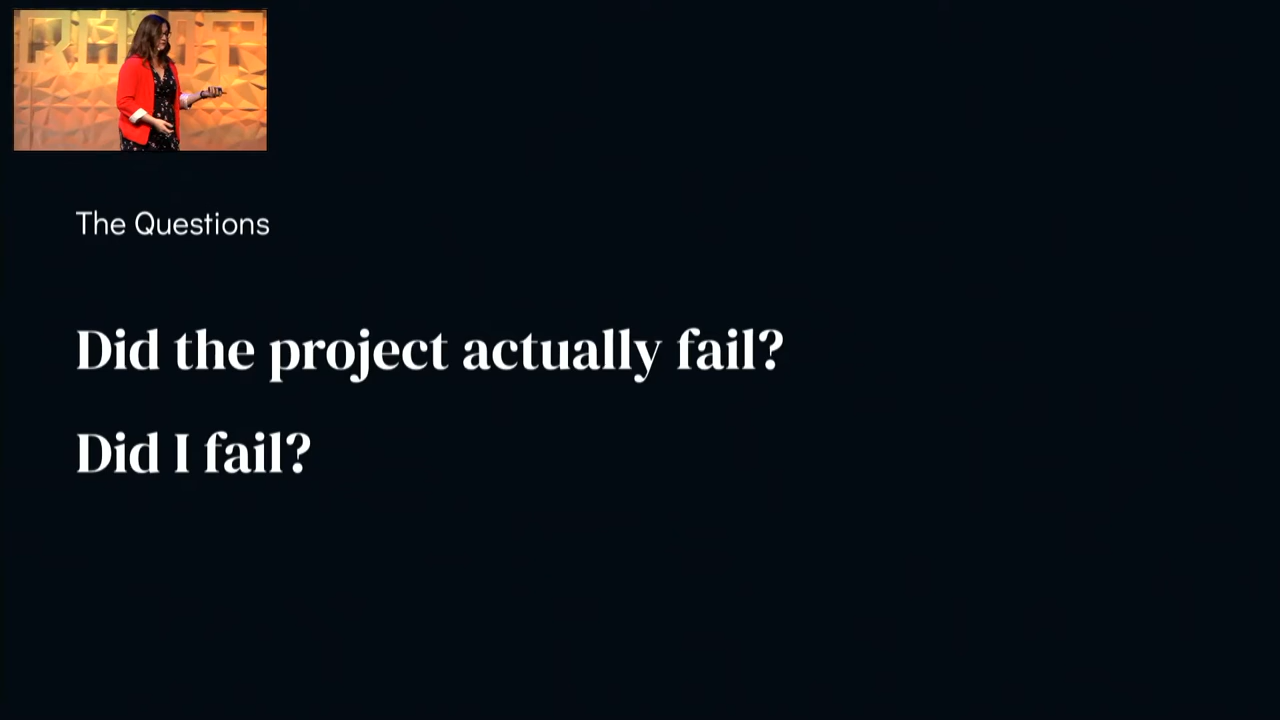 The Questions
Did the project actually fail?
Did I fail?